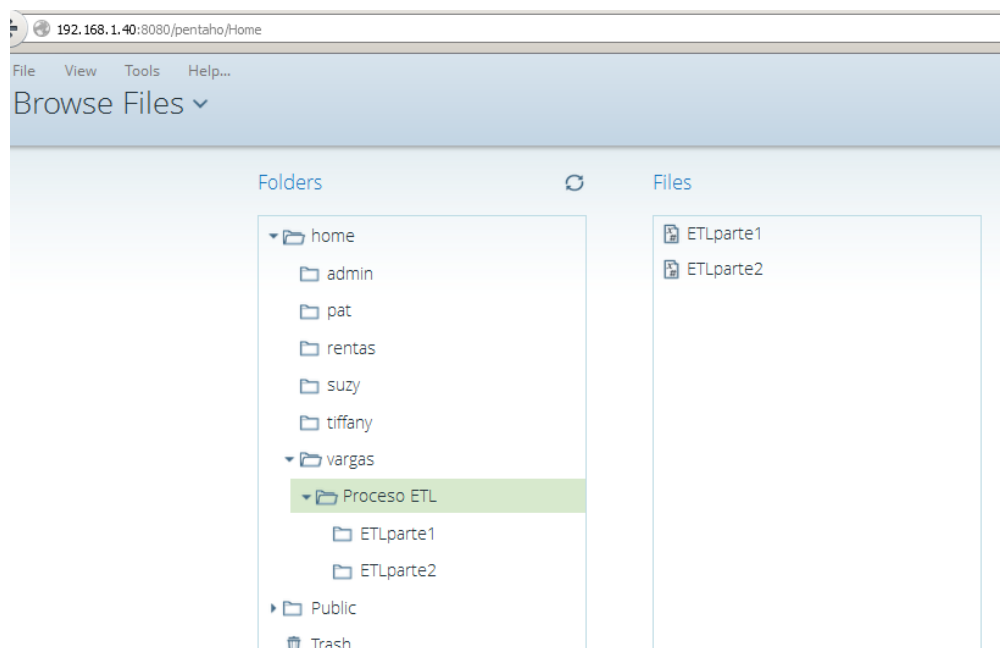 192.168.1.40:8080/pentaho/Home
File View Tools Help...
Browse Files
Folders
Files
home
admin
pat
rentas
suzy
tiffany
vargas
Proceso ETL
ETLparte1
ETLparte2
Public
Trash
ETLparte1
ETLparte2